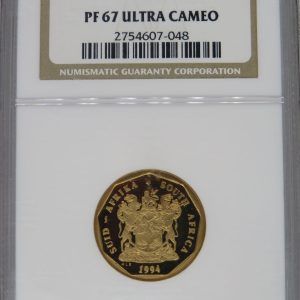 PF 67 ULTRA CAMEO
2754607-048
NUMISMATIC GUARANTY CORPORATION
SUID - AFRIKA SOUTH AFRICA
1994